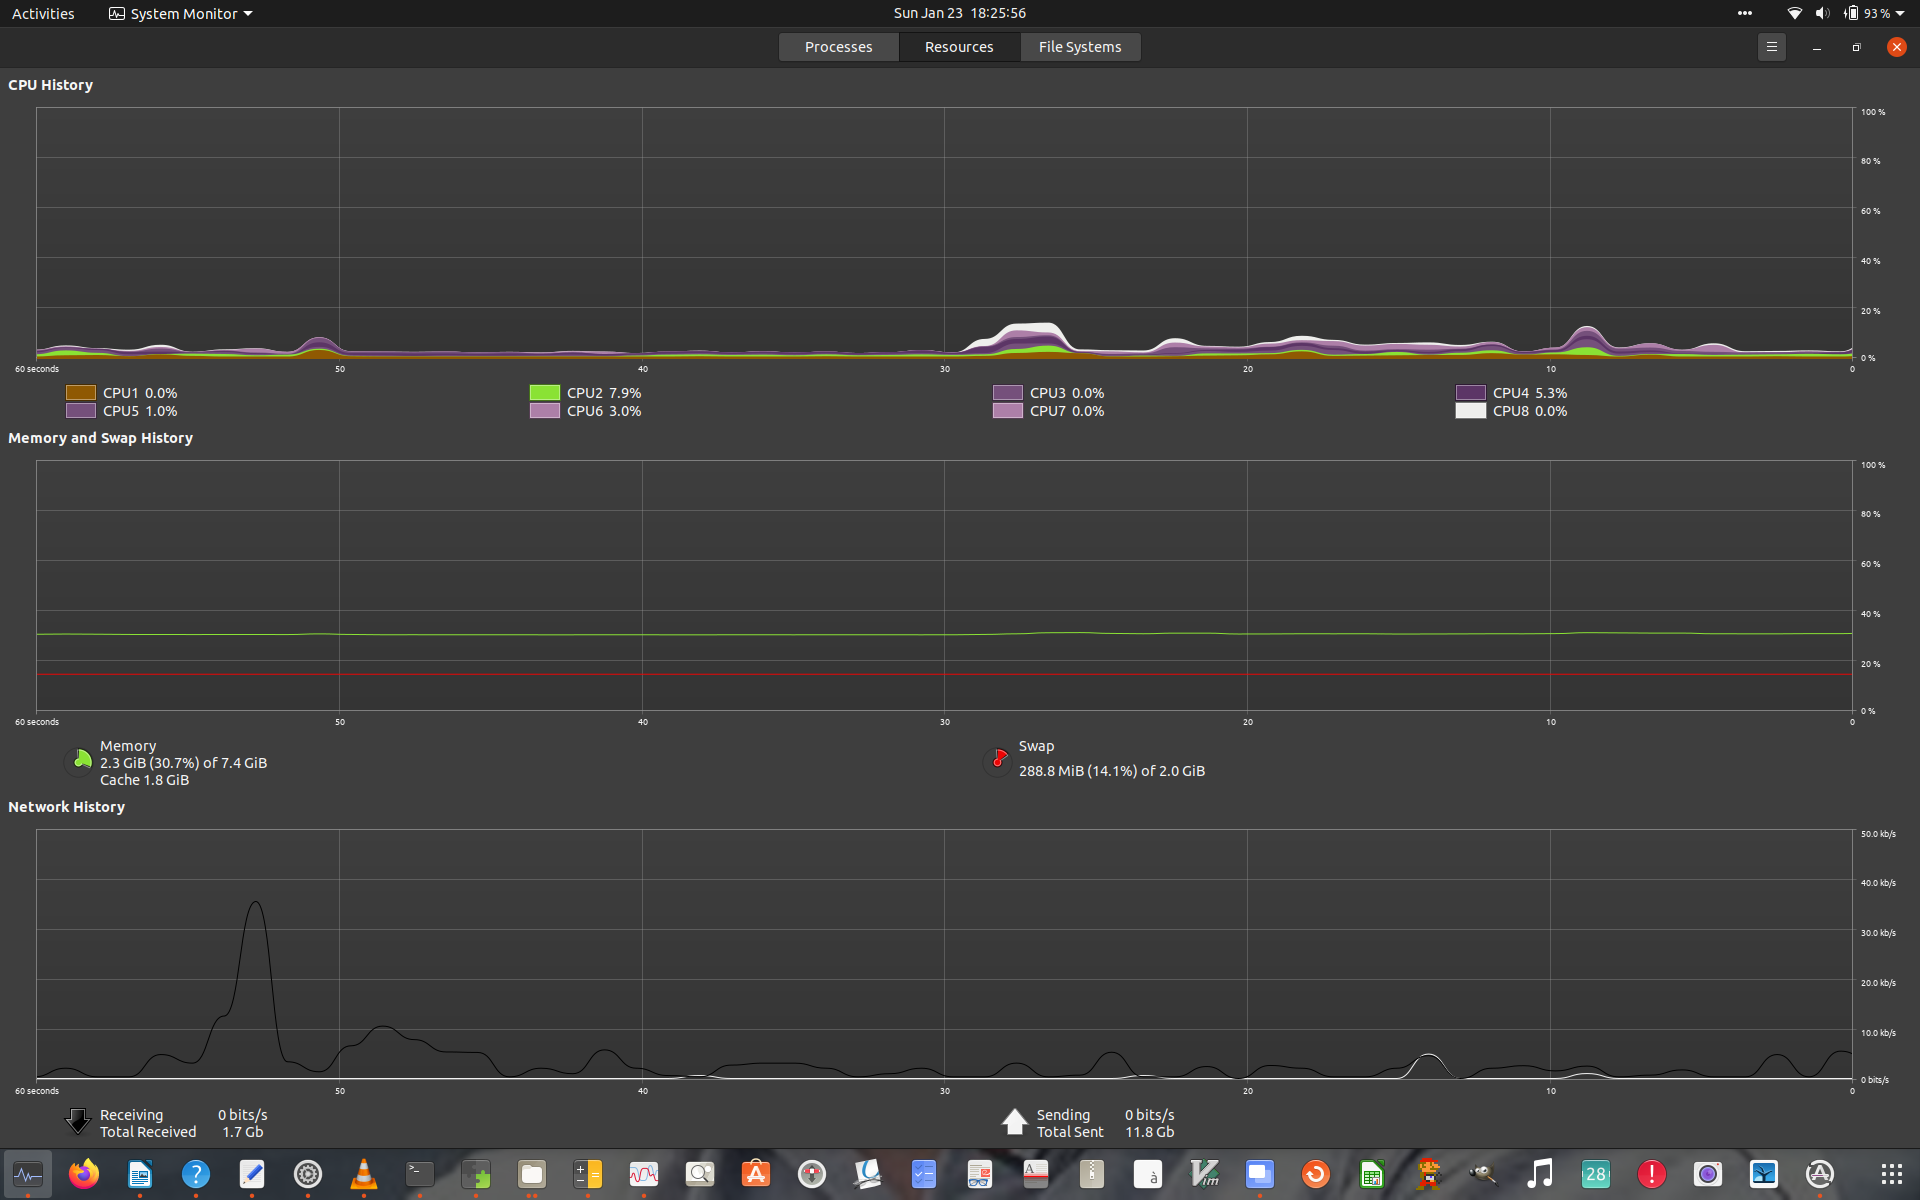 Activities System Monitor Sun Jan 23 18:25:56 93 %
Processes Resources File Systems
CPU History
100 %
80 %
60 %
40 %
20 %
0 %
60 seconds 50 40 30 20 10 0
CPU1 0.0% CPU2 7.9% CPU3 0.0% CPU4 5.3%
CPU5 1.0% CPU6 3.0% CPU7 0.0% CPU8 0.0%
Memory and Swap History
100 %
80 %
60 %
40 %
20 %
0 %
60 seconds 50 40 30 20 10 0
Memory
2.3 GiB (30.7%) of 7.4 GiB
Cache 1.8 GiB
Swap
288.8 MiB (14.1%) of 2.0 GiB
Network History
50.0 kb/s
40.0 kb/s
30.0 kb/s
20.0 kb/s
10.0 kb/s
0 bits/s
60 seconds 50 40 30 20 10 0
Receiving 0 bits/s
Total Received 1.7 Gb
Sending 0 bits/s
Total Sent 11.8 Gb
? >_ A A à Vim 28 !